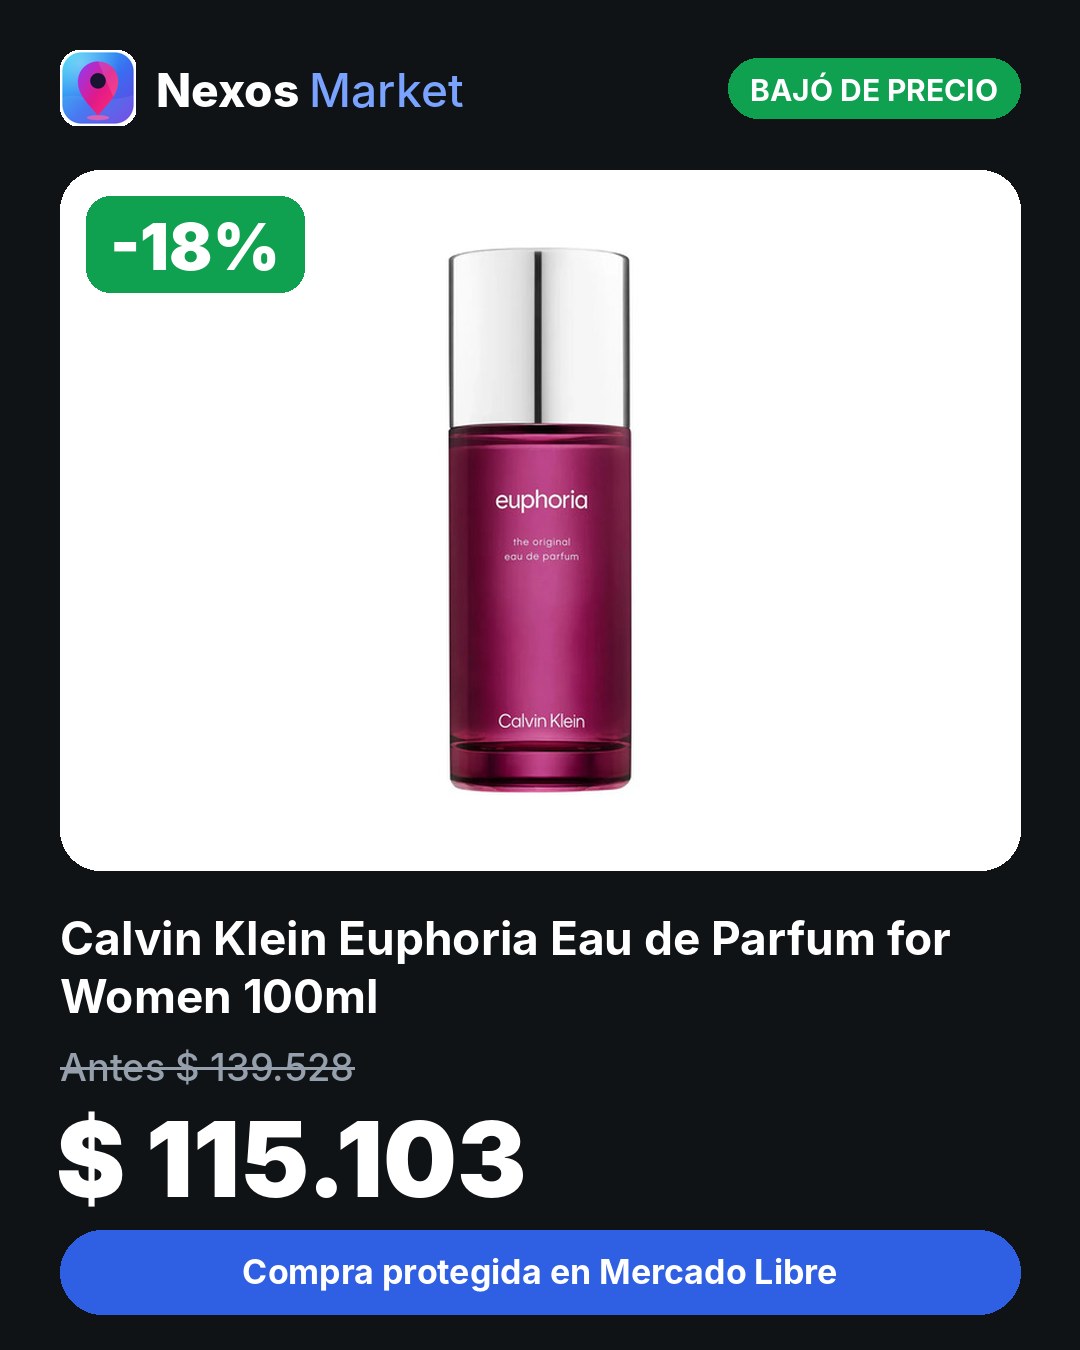 Nexos Market
BAJÓ DE PRECIO
-18%
euphoria
the original
eau de parfum
Calvin Klein
Calvin Klein Euphoria Eau de Parfum for
Women 100ml
Antes $ 139.528
$ 115.103
Compra protegida en Mercado Libre